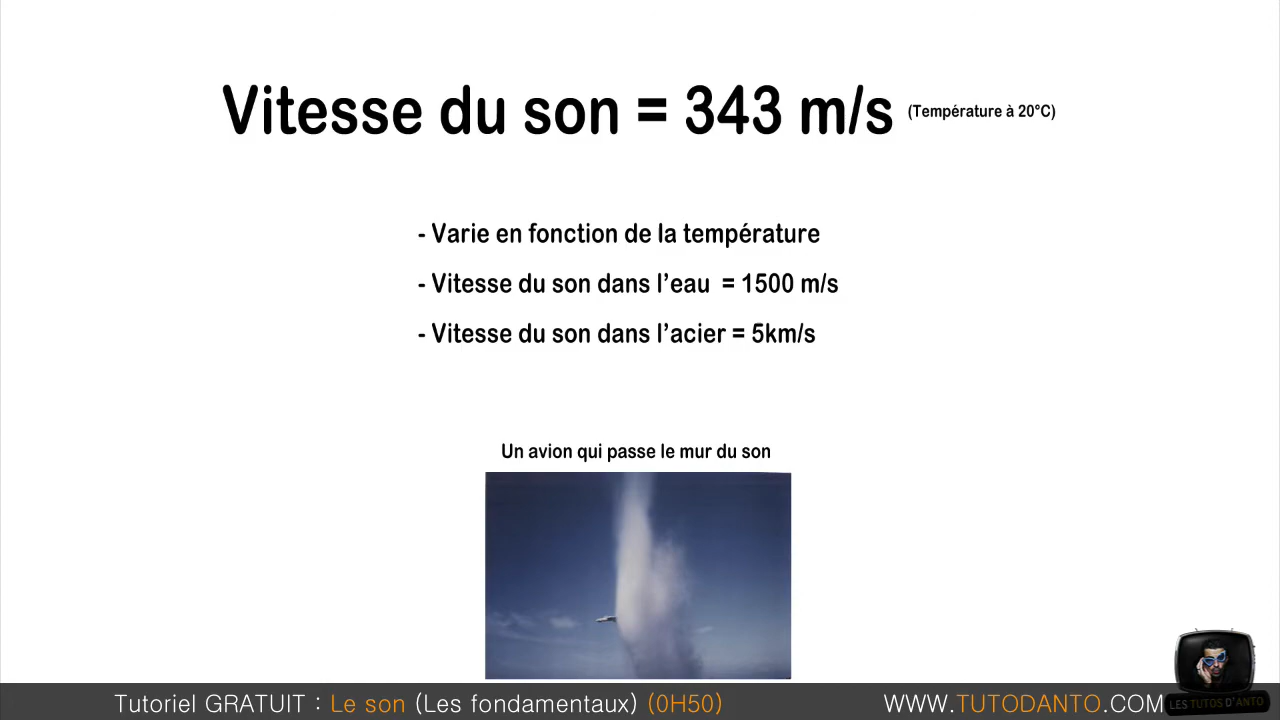 Vitesse du son = 343 m/s (Température à 20°C)
- Varie en fonction de la température
- Vitesse du son dans l’eau  = 1500 m/s
- Vitesse du son dans l’acier = 5km/s
Un avion qui passe le mur du son
Tutoriel GRATUIT : Le son (Les fondamentaux) (0H50)
WWW.TUTODANTO.COM
LES TUTOS D'ANTO